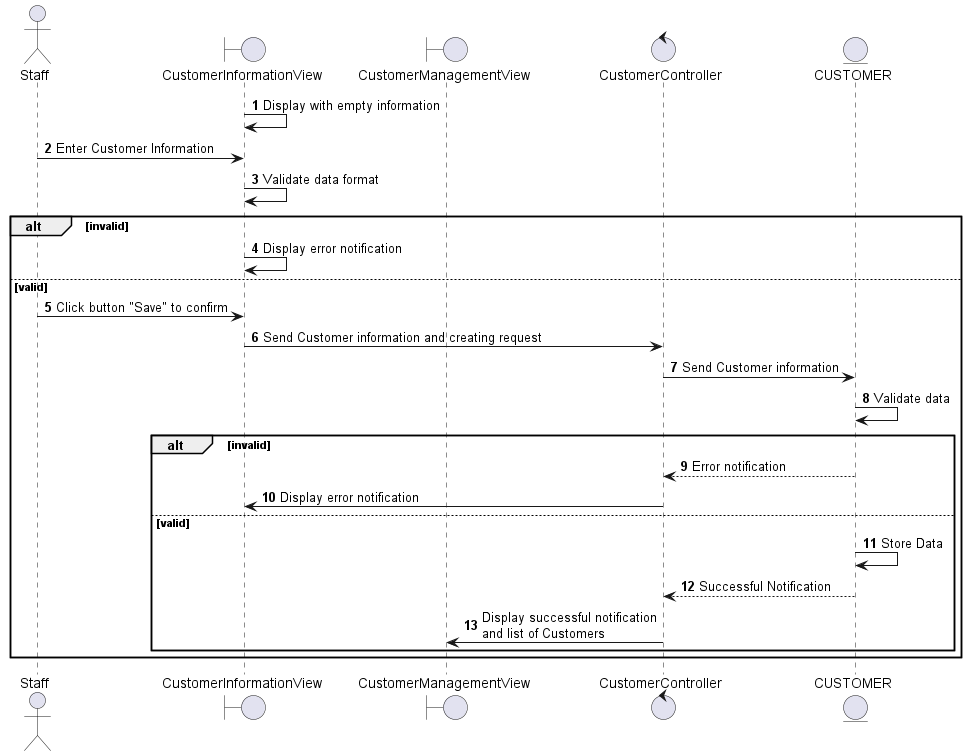 Staff
CustomerInformationView
CustomerManagementView
CustomerController
CUSTOMER
1 Display with empty information
2 Enter Customer Information
3 Validate data format
alt [invalid]
4 Display error notification
[valid]
5 Click button "Save" to confirm
6 Send Customer information and creating request
7 Send Customer information
8 Validate data
alt [invalid]
9 Error notification
10 Display error notification
[valid]
11 Store Data
12 Successful Notification
13 Display successful notification
and list of Customers
Staff
CustomerInformationView
CustomerManagementView
CustomerController
CUSTOMER